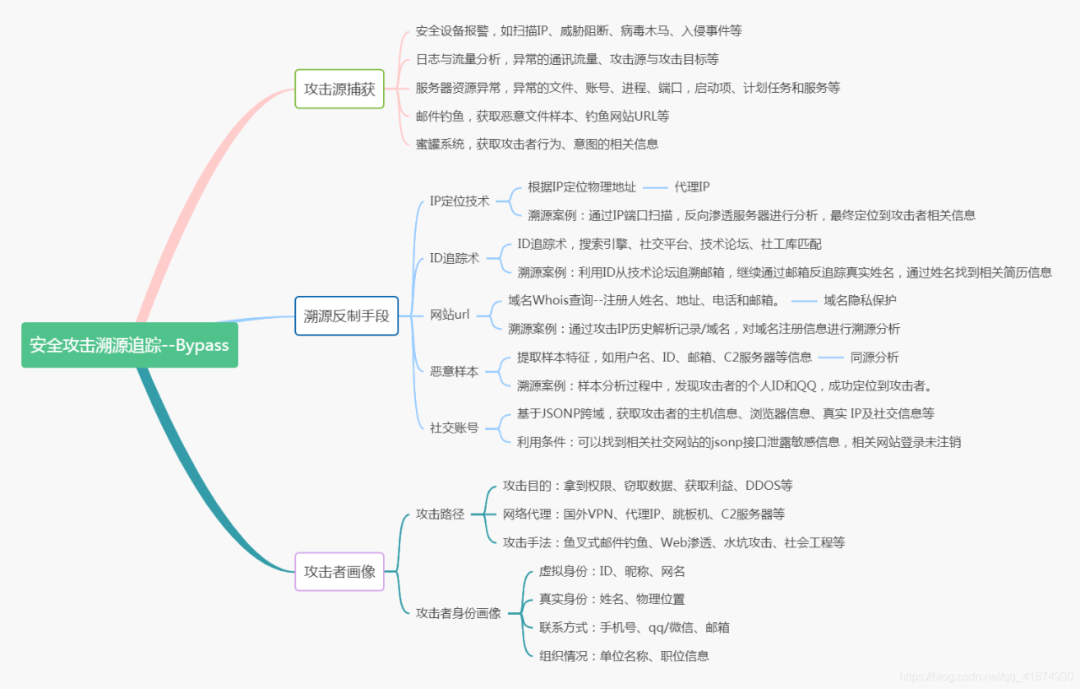 安全攻击溯源追踪--Bypass
攻击源捕获
安全设备报警，如扫描IP、威胁阻断、病毒木马、入侵事件等
日志与流量分析，异常的通讯流量、攻击源与攻击目标等
服务器资源异常，异常的文件、账号、进程、端口，启动项、计划任务和服务等
邮件钓鱼，获取恶意文件样本、钓鱼网站URL等
蜜罐系统，获取攻击者行为、意图的相关信息
溯源反制手段
IP定位技术
根据IP定位物理地址
代理IP
溯源案例：通过IP端口扫描，反向渗透服务器进行分析，最终定位到攻击者相关信息
ID追踪术
ID追踪术，搜索引擎、社交平台、技术论坛、社工库匹配
溯源案例：利用ID从技术论坛追溯邮箱，继续通过邮箱反追踪真实姓名，通过姓名找到相关简历信息
网站url
域名Whois查询--注册人姓名、地址、电话和邮箱。
域名隐私保护
溯源案例：通过攻击IP历史解析记录/域名，对域名注册信息进行溯源分析
恶意样本
提取样本特征，如用户名、ID、邮箱、C2服务器等信息
同源分析
溯源案例：样本分析过程中，发现攻击者的个人ID和QQ，成功定位到攻击者。
社交账号
基于JSONP跨域，获取攻击者的主机信息、浏览器信息、真实 IP及社交信息等
利用条件：可以找到相关社交网站的jsonp接口泄露敏感信息，相关网站登录未注销
攻击者画像
攻击路径
攻击目的：拿到权限、窃取数据、获取利益、DDOS等
网络代理：国外VPN、代理IP、跳板机、C2服务器等
攻击手法：鱼叉式邮件钓鱼、Web渗透、水坑攻击、社会工程等
攻击者身份画像
虚拟身份：ID、昵称、网名
真实身份：姓名、物理位置
联系方式：手机号、qq/微信、邮箱
组织情况：单位名称、职位信息
https://blog.csdn.net/qq_41874930